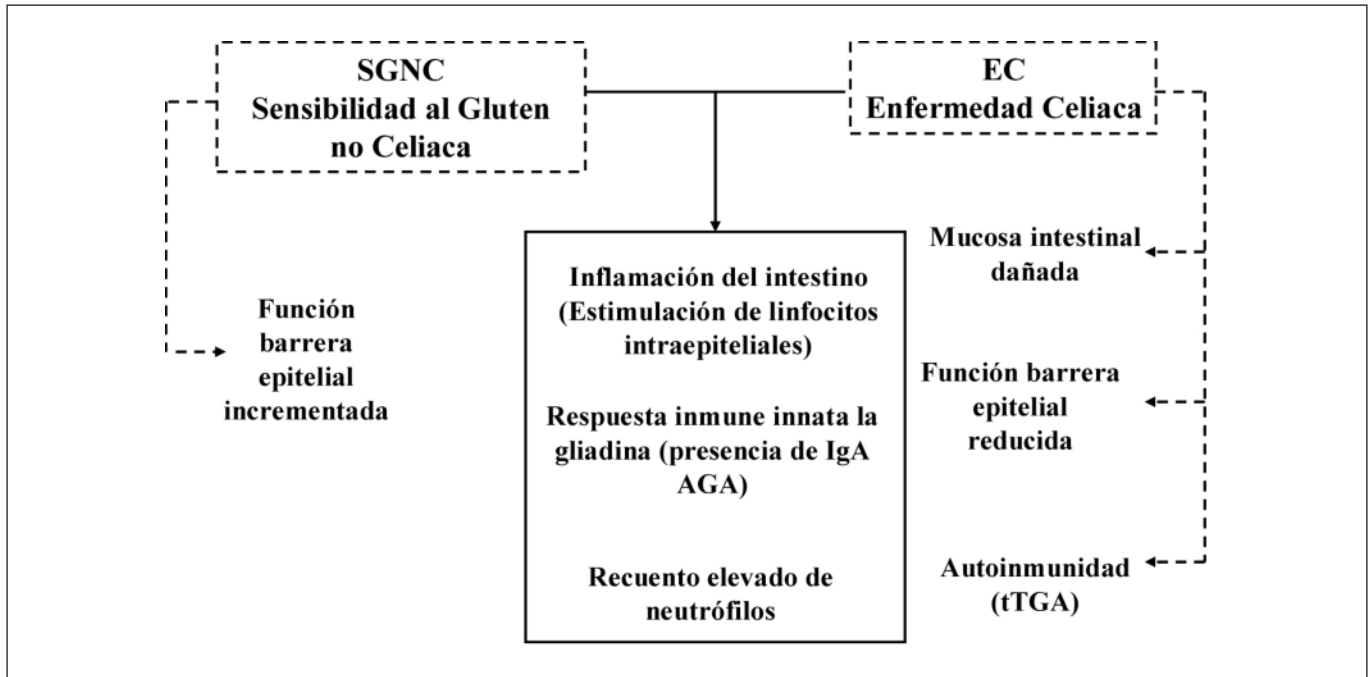 SGNC
Sensibilidad al Gluten
no Celiaca
EC
Enfermedad Celiaca
Función
barrera
epitelial
incrementada
Inflamación del intestino
(Estimulación de linfocitos
intraepiteliales)
Respuesta inmune innata la
gliadina (presencia de IgA
AGA)
Recuento elevado de
neutrófilos
Mucosa intestinal
dañada
Función barrera
epitelial
reducida
Autoinmunidad
(tTGA)